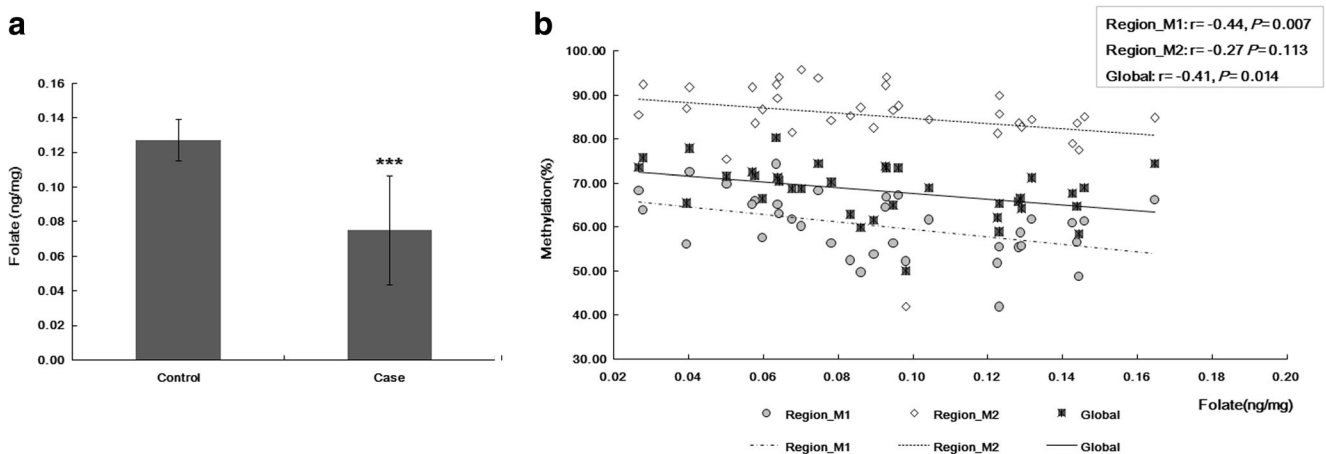 a
Folate (ng/mg)
0.16
0.14
0.12
0.10
0.08
0.06
0.04
0.02
0.00
***
Control
Case
b
Region_M1: r= -0.44, P= 0.007
Region_M2: r= -0.27 P= 0.113
Global: r= -0.41, P= 0.014
Methylation(%)
100.00
90.00
80.00
70.00
60.00
50.00
40.00
30.00
0.02 0.04 0.06 0.08 0.10 0.12 0.14 0.16 0.18 0.20
Folate(ng/mg)
Region_M1 Region_M2 Global
Region_M1 Region_M2 Global